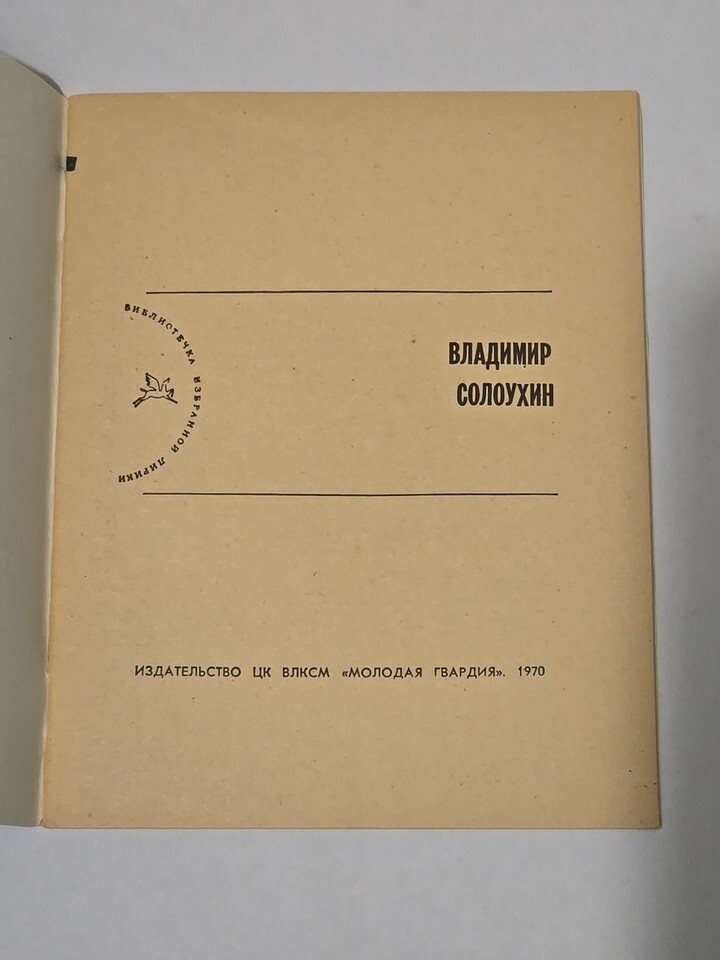 БИБЛИОТЕЧКА ИЗБРАННОЙ ЛИРИКИ
ВЛАДИМИР
СОЛОУХИН
ИЗДАТЕЛЬСТВО ЦК ВЛКСМ «МОЛОДАЯ ГВАРДИЯ». 1970